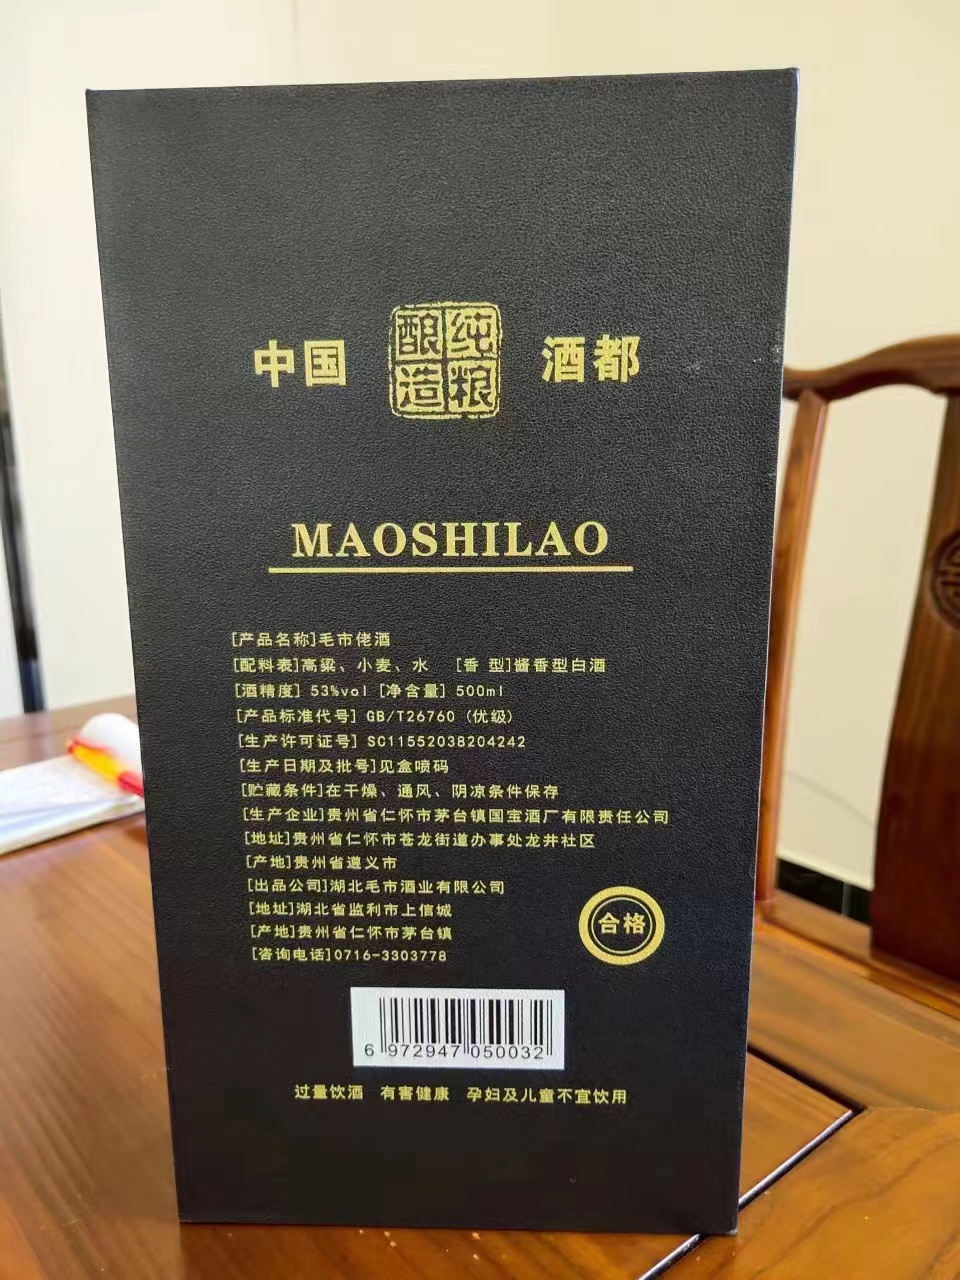 中国 纯粮酿造 酒都
MAOSHILAO
[产品名称]毛市佬酒
[配料表]高粱、小麦、水 [香 型]酱香型白酒
[酒精度] 53%vol [净含量] 500ml
[产品标准代号] GB/T26760 (优级)
[生产许可证号] SC11552038204242
[生产日期及批号]见盒喷码
[贮藏条件]在干燥、通风、阴凉条件保存
[生产企业]贵州省仁怀市茅台镇国宝酒厂有限责任公司
[地址]贵州省仁怀市苍龙街道办事处龙井社区
[产地]贵州省遵义市
[出品公司]湖北毛市酒业有限公司
[地址]湖北省监利市上信城
[产地]贵州省仁怀市茅台镇
[咨询电话]0716-3303778
合格
6 972947 050032
过量饮酒 有害健康 孕妇及儿童不宜饮用